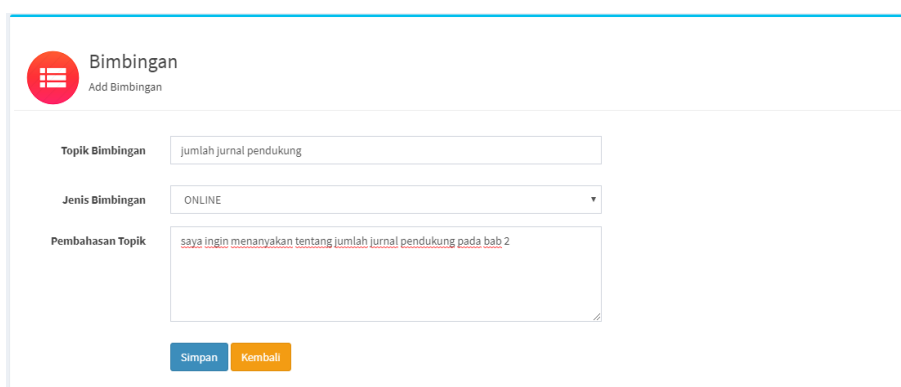 Bimbingan
Add Bimbingan
Topik Bimbingan
jumlah jurnal pendukung
Jenis Bimbingan
ONLINE
Pembahasan Topik
saya ingin menanyakan tentang jumlah jurnal pendukung pada bab 2
Simpan
Kembali